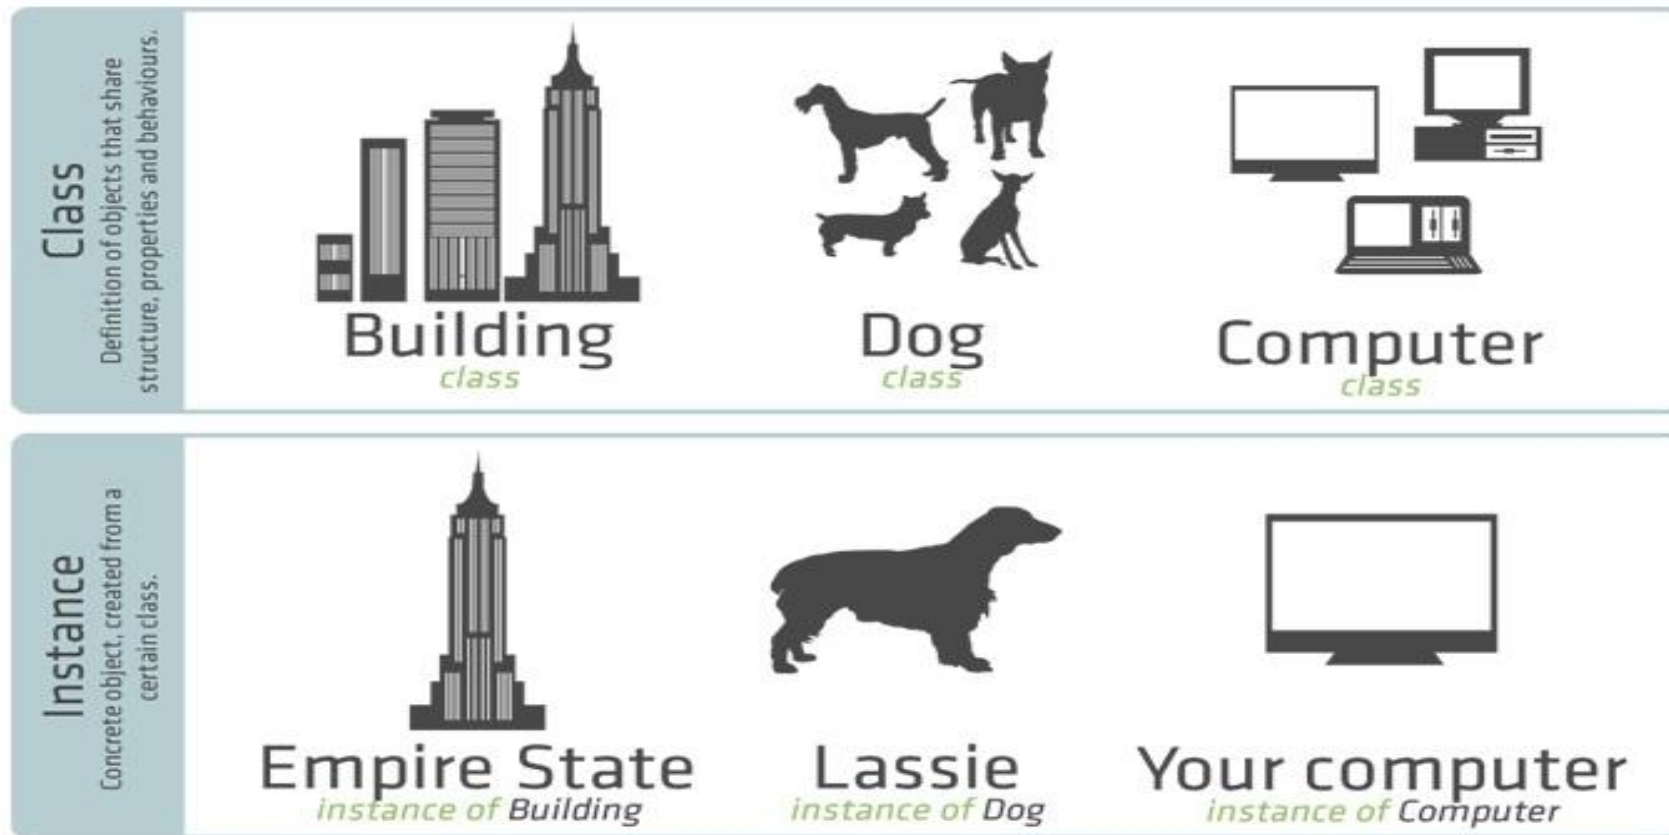 Class
Definition of objects that share
structure, properties and behaviours.
Building
class
Dog
class
Computer
class
Instance
Concrete object, created from a
certain class.
Empire State
instance of Building
Lassie
instance of Dog
Your computer
instance of Computer